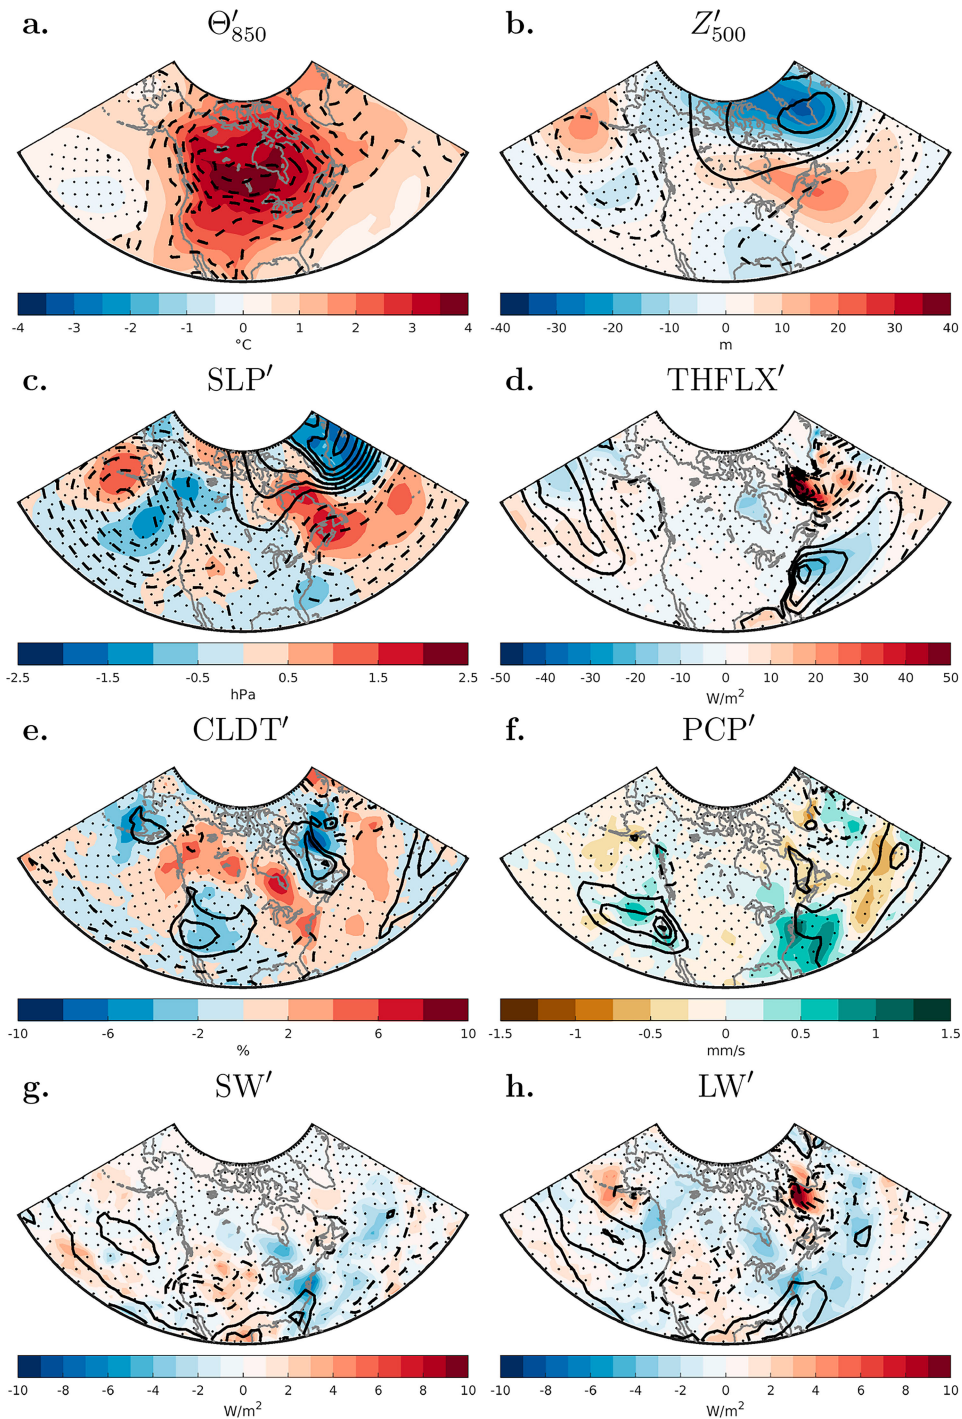 a. Θ′850
b. Z′500
-4 -3 -2 -1 0 1 2 3 4
°C
-40 -30 -20 -10 0 10 20 30 40
m
c. SLP′
d. THFLX′
-2.5 -1.5 -0.5 0.5 1.5 2.5
hPa
-50 -40 -30 -20 -10 0 10 20 30 40 50
W/m²
e. CLDT′
f. PCP′
-10 -6 -2 2 6 10
%
-1.5 -1 -0.5 0 0.5 1 1.5
mm/s
g. SW′
h. LW′
-10 -8 -6 -4 -2 0 2 4 6 8 10
W/m²
-10 -8 -6 -4 -2 0 2 4 6 8 10
W/m²